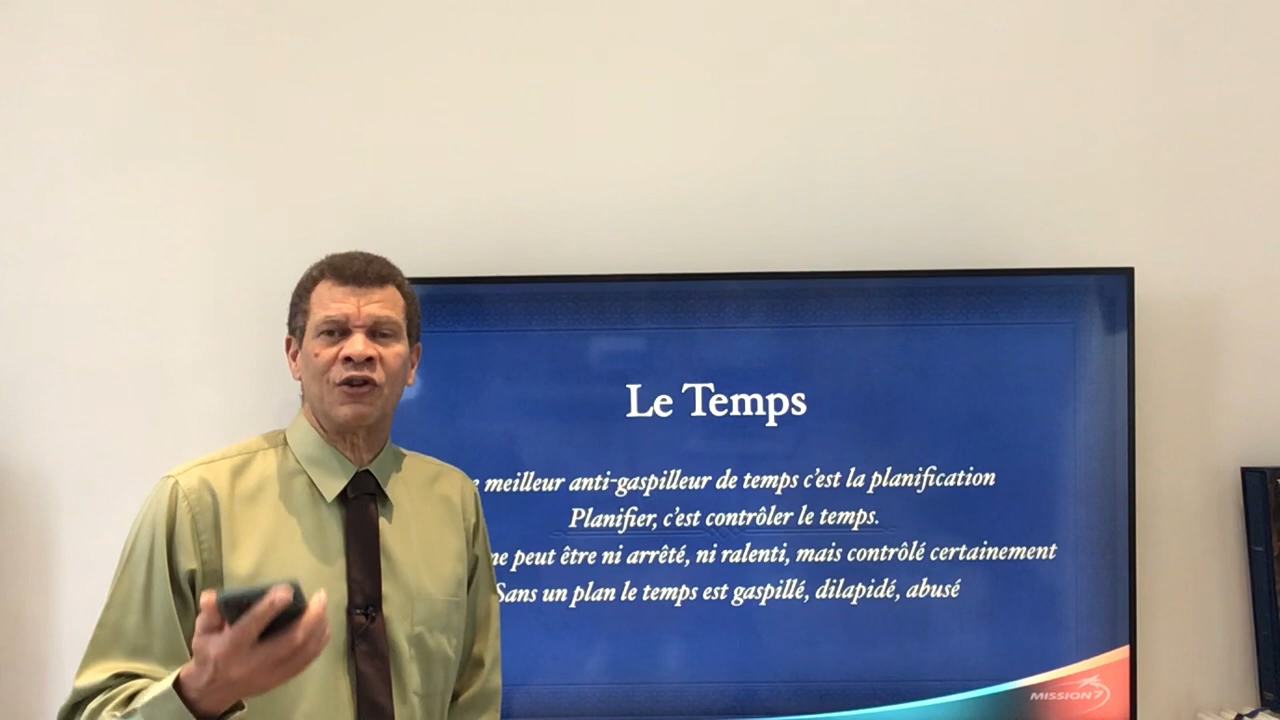 Le Temps
meilleur anti-gaspilleur de temps c'est la planification
Planifier, c'est contrôler le temps.
ne peut être ni arrêté, ni ralenti, mais contrôlé certainement
Sans un plan le temps est gaspillé, dilapidé, abusé
MISSION 7